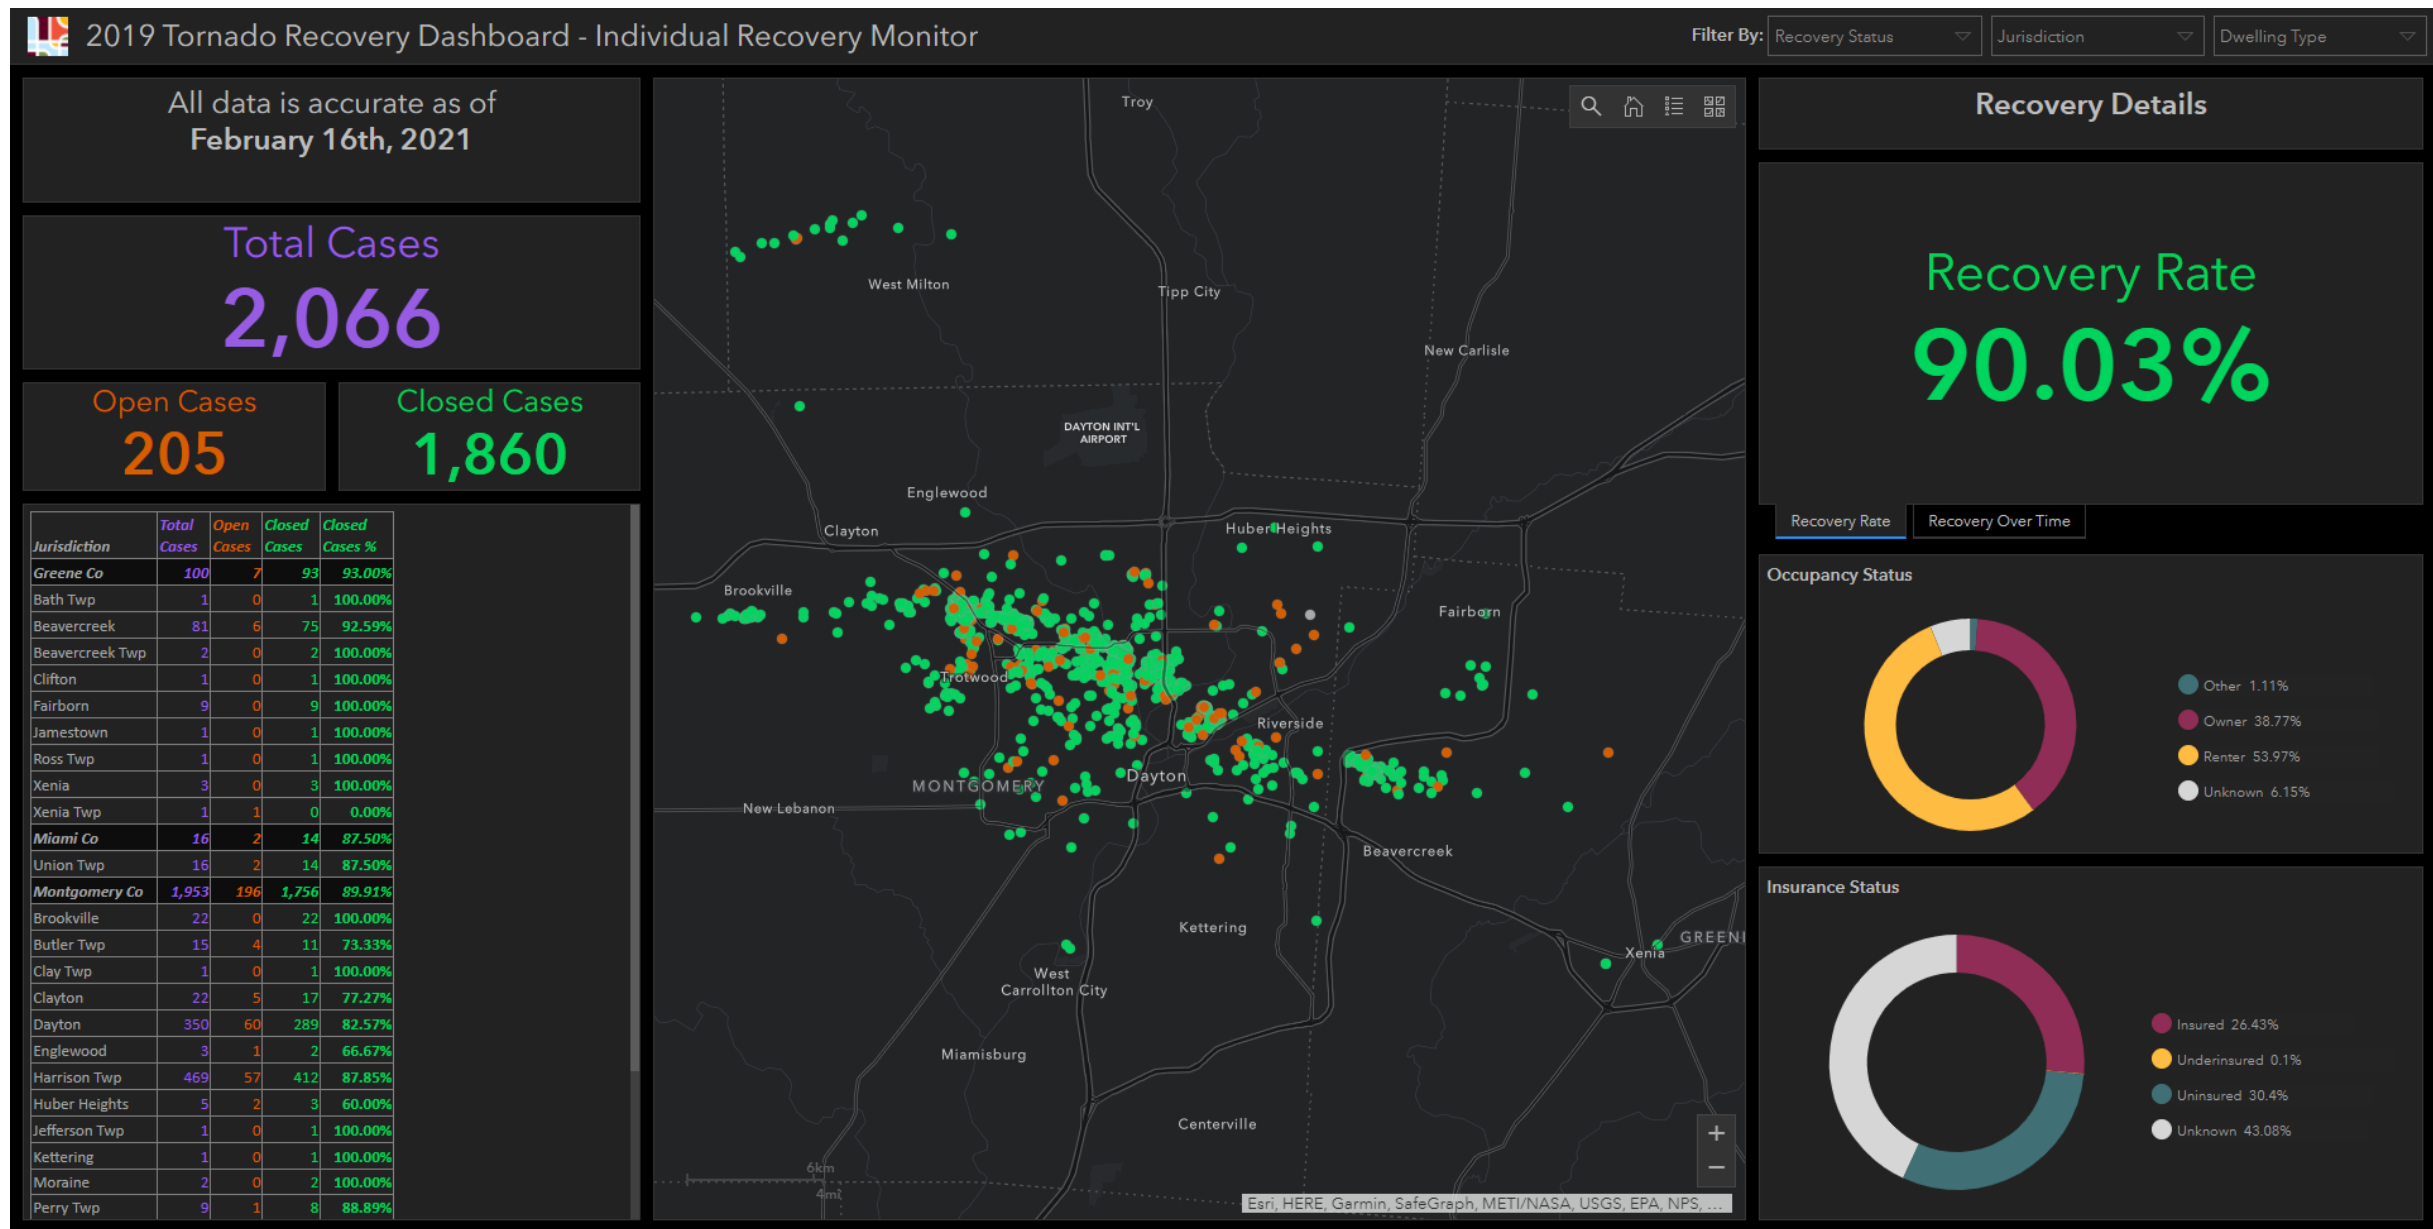 2019 Tornado Recovery Dashboard - Individual Recovery Monitor
Filter By:
Recovery Status
Jurisdiction
Dwelling Type
All data is accurate as of
February 16th, 2021
Total Cases
2,066
Open Cases
205
Closed Cases
1,860
Jurisdiction Total Cases Open Cases Closed Cases Closed Cases %
Greene Co 100 7 93 93.00%
Bath Twp 1 0 1 100.00%
Beavercreek 81 6 75 92.59%
Beavercreek Twp 2 0 2 100.00%
Clifton 1 0 1 100.00%
Fairborn 9 0 9 100.00%
Jamestown 1 0 1 100.00%
Ross Twp 1 0 1 100.00%
Xenia 3 0 3 100.00%
Xenia Twp 1 1 0 0.00%
Miami Co 16 2 14 87.50%
Union Twp 16 2 14 87.50%
Montgomery Co 1,953 196 1,756 89.91%
Brookville 22 0 22 100.00%
Butler Twp 15 4 11 73.33%
Clay Twp 1 0 1 100.00%
Clayton 22 5 17 77.27%
Dayton 350 60 289 82.57%
Englewood 3 1 2 66.67%
Harrison Twp 469 57 412 87.85%
Huber Heights 5 2 3 60.00%
Jefferson Twp 1 0 1 100.00%
Kettering 1 0 1 100.00%
Moraine 2 0 2 100.00%
Perry Twp 9 1 8 88.89%
Troy
West Milton
Tipp City
New Carlisle
DAYTON INT'L
AIRPORT
Englewood
Clayton
Huber Heights
Brookville
Fairborn
Trotwood
Riverside
Dayton
MONTGOMERY
New Lebanon
Beavercreek
Kettering
GREENE
Xenia
West
Carrollton City
Miamisburg
Centerville
6km
4mi
+
−
Esri, HERE, Garmin, SafeGraph, METI/NASA, USGS, EPA, NPS, ...
Recovery Details
Recovery Rate
90.03%
Recovery Rate
Recovery Over Time
Occupancy Status
Other 1.11%
Owner 38.77%
Renter 53.97%
Unknown 6.15%
Insurance Status
Insured 26.43%
Underinsured 0.1%
Uninsured 30.4%
Unknown 43.08%